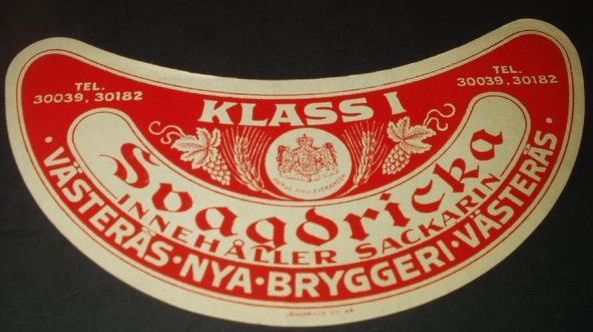 TEL.
30039, 30182
TEL.
30039, 30182
KLASS I
Svagdricka
INNEHÅLLER SACKARIN
· VÄSTERÅS · NYA · BRYGGERI · VÄSTERÅS ·